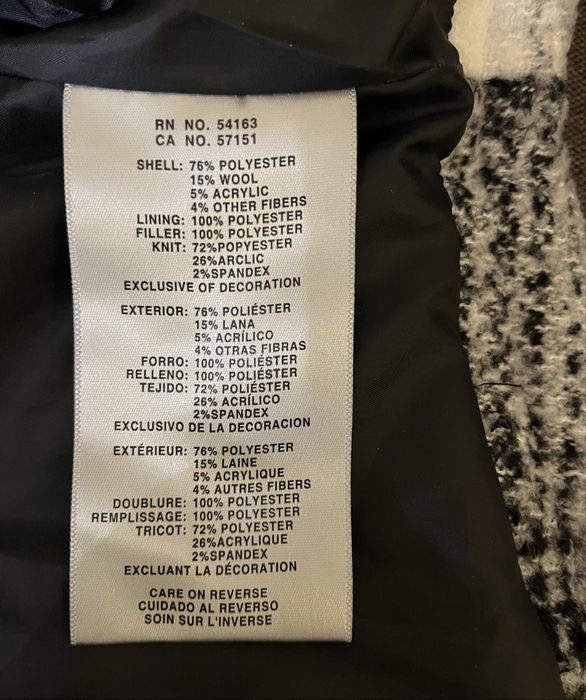 RN NO. 54163
CA NO. 57151
SHELL: 76% POLYESTER
15% WOOL
5% ACRYLIC
4% OTHER FIBERS
LINING: 100% POLYESTER
FILLER: 100% POLYESTER
KNIT: 72%POPYESTER
26%ARCLIC
2%SPANDEX
EXCLUSIVE OF DECORATION
EXTERIOR: 76% POLIÉSTER
15% LANA
5% ACRÍLICO
4% OTRAS FIBRAS
FORRO: 100% POLIÉSTER
RELLENO: 100% POLIÉSTER
TEJIDO: 72% POLIÉSTER
26% ACRÍLICO
2%SPANDEX
EXCLUSIVO DE LA DECORACION
EXTÉRIEUR: 76% POLYESTER
15% LAINE
5% ACRYLIQUE
4% AUTRES FIBERS
DOUBLURE: 100% POLYESTER
REMPLISSAGE: 100% POLYESTER
TRICOT: 72% POLYESTER
26%ACRYLIQUE
2%SPANDEX
EXCLUANT LA DÉCORATION
CARE ON REVERSE
CUIDADO AL REVERSO
SOIN SUR L'INVERSE